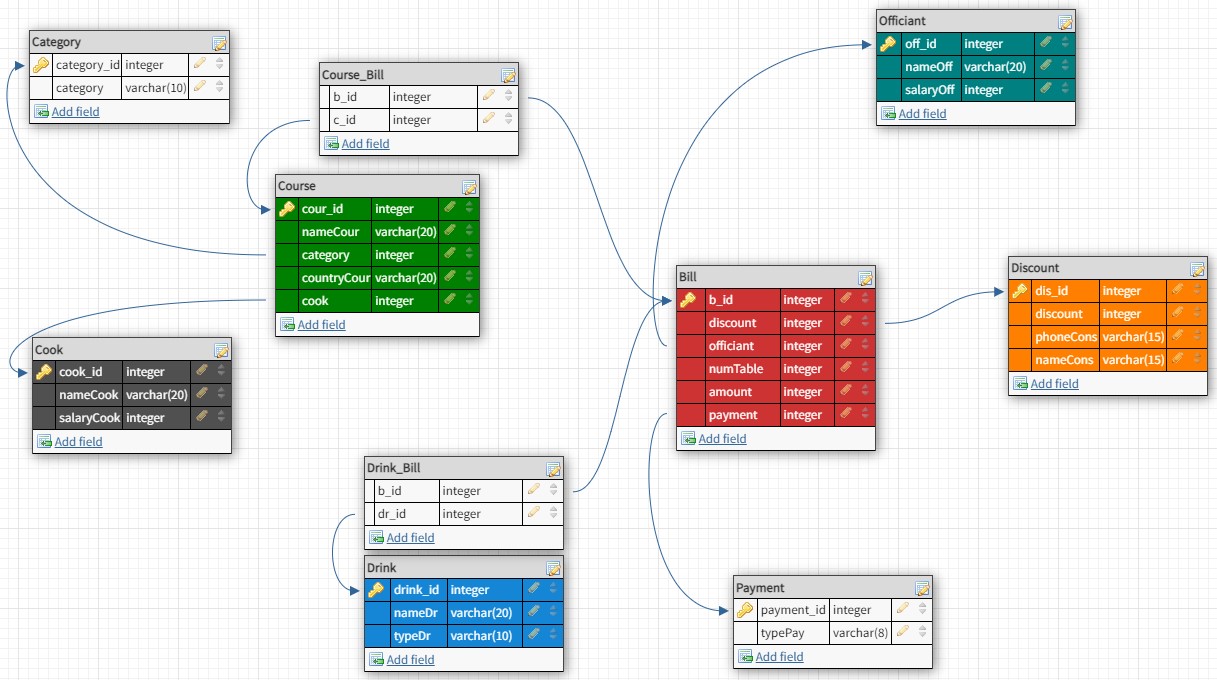 Category
category_id integer
category varchar(10)
Add field
Course_Bill
b_id integer
c_id integer
Add field
Officiant
off_id integer
nameOff varchar(20)
salaryOff integer
Add field
Course
cour_id integer
nameCour varchar(20)
category integer
countryCour varchar(20)
cook integer
Add field
Bill
b_id integer
discount integer
officiant integer
numTable integer
amount integer
payment integer
Add field
Discount
dis_id integer
discount integer
phoneCons varchar(15)
nameCons varchar(15)
Add field
Cook
cook_id integer
nameCook varchar(20)
salaryCook integer
Add field
Drink_Bill
b_id integer
dr_id integer
Add field
Drink
drink_id integer
nameDr varchar(20)
typeDr varchar(10)
Add field
Payment
payment_id integer
typePay varchar(8)
Add field